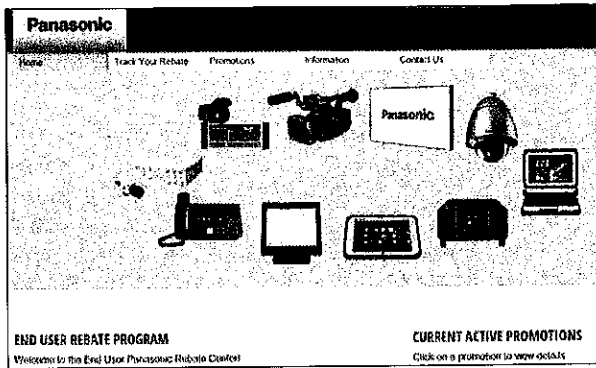 Panasonic
Home Track Your Rebate Promotions Information Contact Us
Panasonic
END USER REBATE PROGRAM
Welcome to the End User Panasonic Rebate Center!
CURRENT ACTIVE PROMOTIONS
Click on a promotion to view details